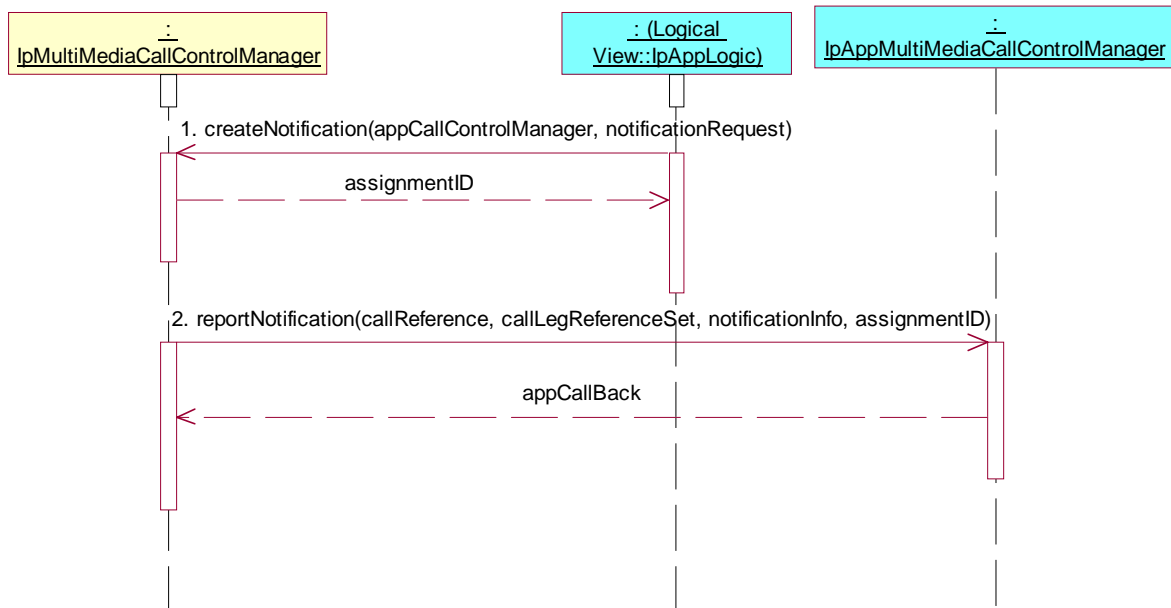 :
IpMultiMediaCallControlManager
: (Logical
View::IpAppLogic)
:
IpAppMultiMediaCallControlManager
1. createNotification(appCallControlManager, notificationRequest)
assignmentID
2. reportNotification(callReference, callLegReferenceSet, notificationInfo, assignmentID)
appCallBack